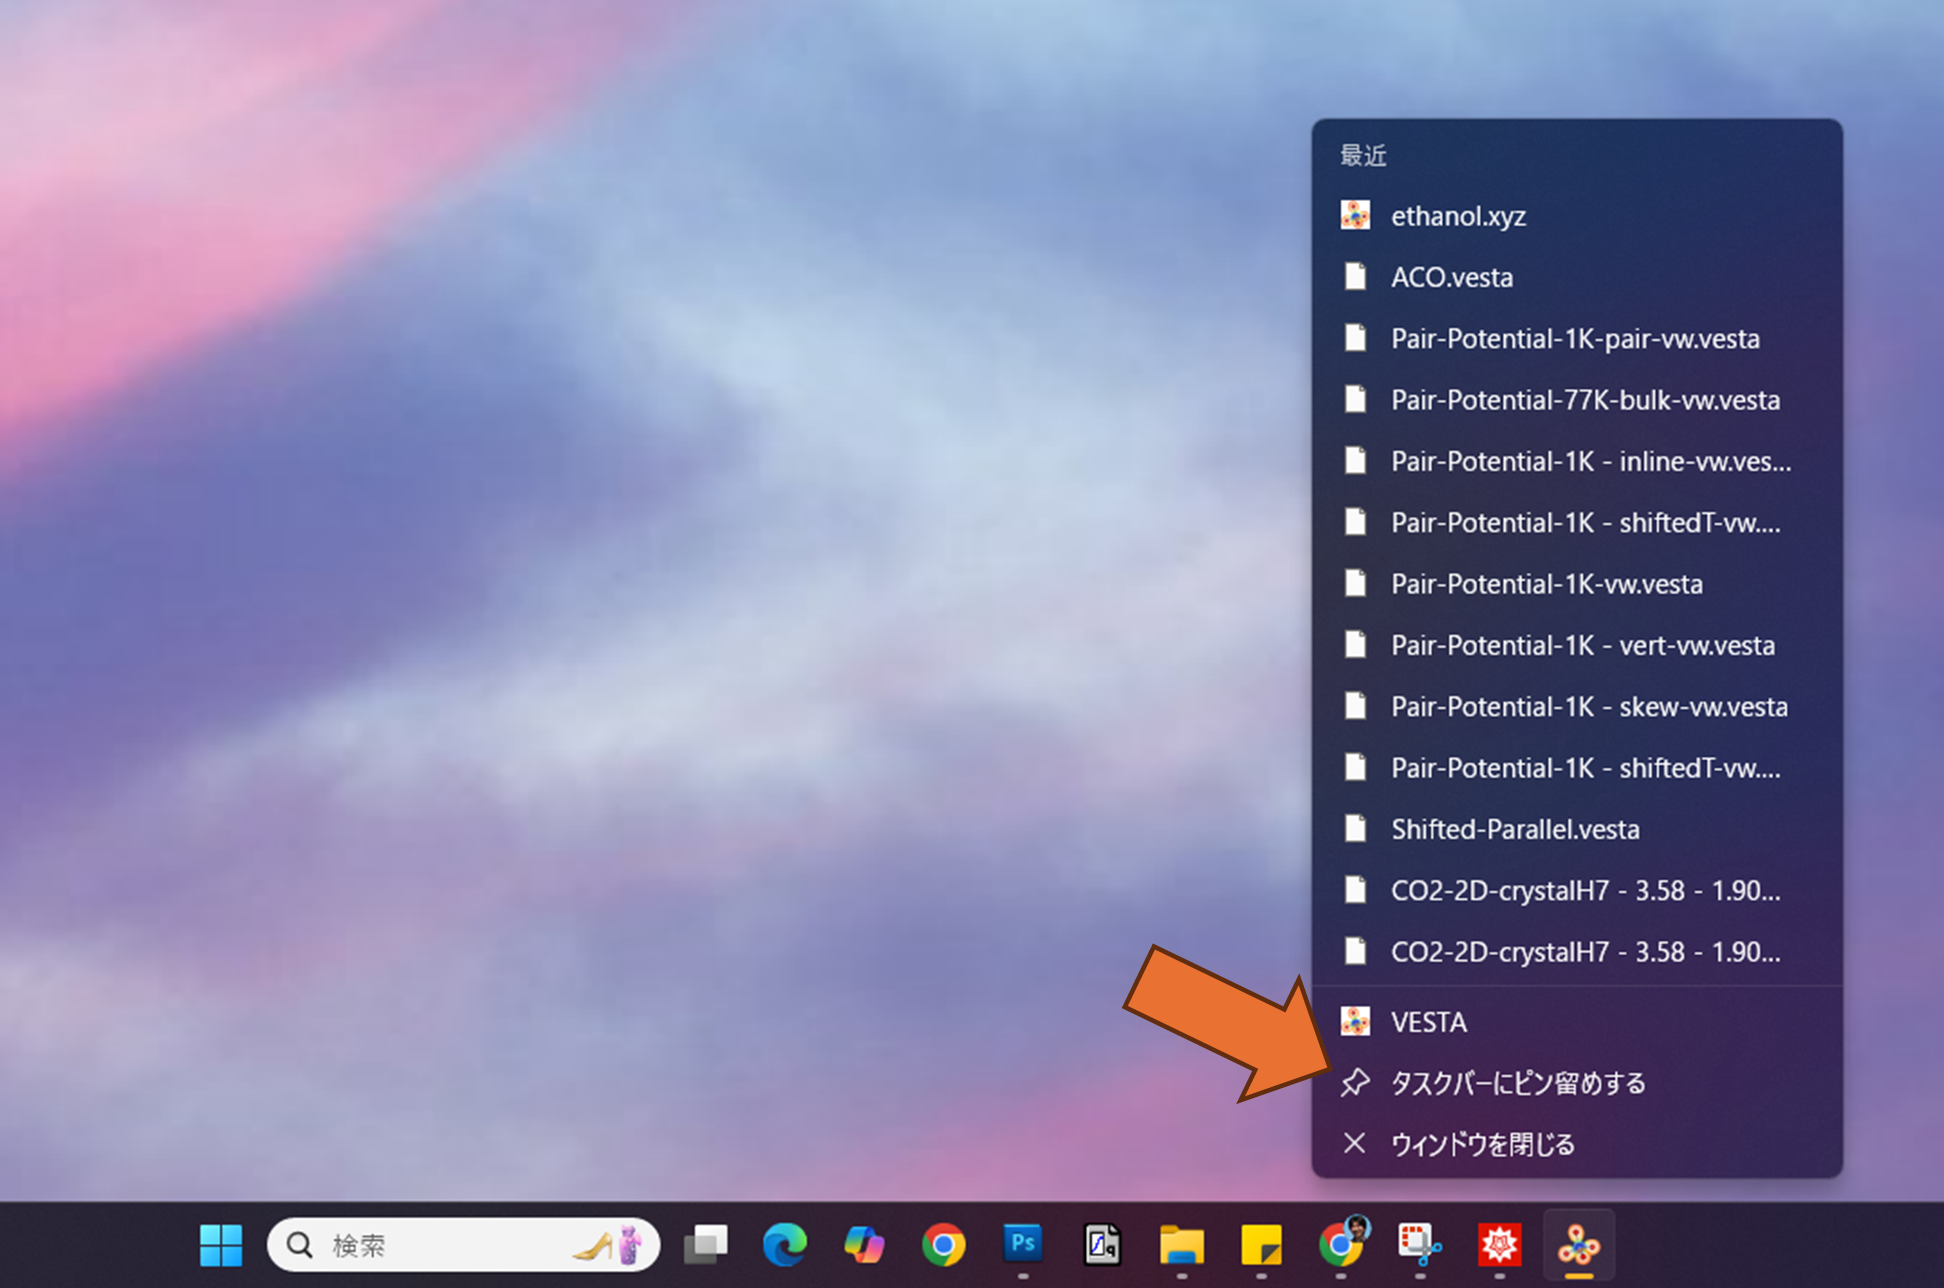 最近
ethanol.xyz
ACO.vesta
Pair-Potential-1K-pair-vw.vesta
Pair-Potential-77K-bulk-vw.vesta
Pair-Potential-1K - inline-vw.ves...
Pair-Potential-1K - shiftedT-vw....
Pair-Potential-1K-vw.vesta
Pair-Potential-1K - vert-vw.vesta
Pair-Potential-1K - skew-vw.vesta
Pair-Potential-1K - shiftedT-vw....
Shifted-Parallel.vesta
CO2-2D-crystalH7 - 3.58 - 1.90...
CO2-2D-crystalH7 - 3.58 - 1.90...
VESTA
タスクバーにピン留めする
ウィンドウを閉じる
検索
Ps